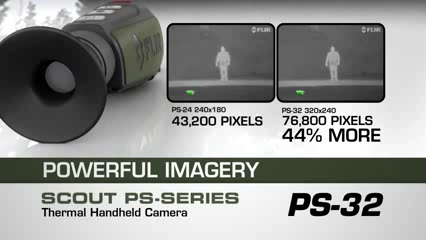 FLIR
FLIR
FLIR
PS-24 240x180
43,200 PIXELS
PS-32 320x240
76,800 PIXELS
44% MORE
POWERFUL IMAGERY
SCOUT PS-SERIES
Thermal Handheld Camera
PS-32